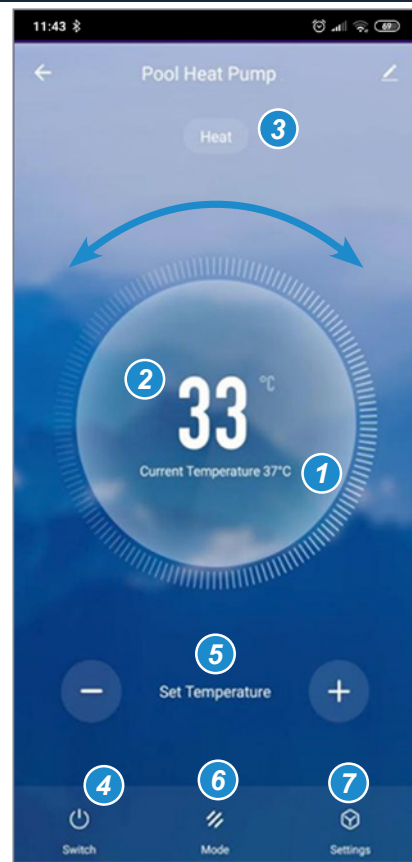 11:43 69
Pool Heat Pump
Heat 3
2 33 °C
Current Temperature 37°C 1
5
− Set Temperature +
4 6 7
Switch Mode Settings